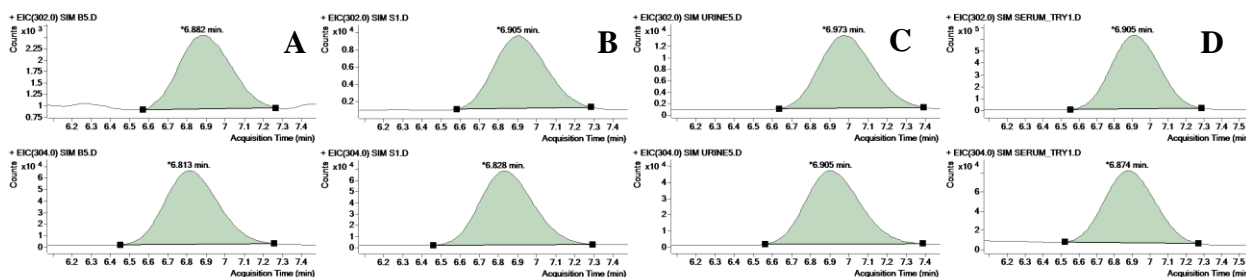 + EIC(302.0) SIM B5.D
x10 3
Counts
*6.882 min.
A
2.25
2
1.75
1.5
1.25
1
0.75
6.2 6.3 6.4 6.5 6.6 6.7 6.8 6.9 7 7.1 7.2 7.3 7.4
Acquisition Time (min)
+ EIC(302.0) SIM S1.D
x10 4
Counts
*6.905 min.
B
1
0.8
0.6
0.4
0.2
6.2 6.3 6.4 6.5 6.6 6.7 6.8 6.9 7 7.1 7.2 7.3 7.4
Acquisition Time (min)
+ EIC(302.0) SIM URINE5.D
x10 4
Counts
*6.973 min.
C
1.2
1
0.8
0.6
0.4
0.2
0
6.2 6.3 6.4 6.5 6.6 6.7 6.8 6.9 7 7.1 7.2 7.3 7.4
Acquisition Time (min)
+ EIC(302.0) SIM SERUM_TRY1.D
x10 5
Counts
*6.905 min.
D
6
5
4
3
2
1
0
6.2 6.3 6.4 6.5 6.6 6.7 6.8 6.9 7 7.1 7.2 7.3 7.4 7.5
Acquisition Time (min)
+ EIC(304.0) SIM B5.D
x10 4
Counts
*6.813 min.
6
5
4
3
2
1
0
6.2 6.3 6.4 6.5 6.6 6.7 6.8 6.9 7 7.1 7.2 7.3 7.4
Acquisition Time (min)
+ EIC(304.0) SIM S1.D
x10 4
Counts
*6.828 min.
6
5
4
3
2
1
0
6.2 6.3 6.4 6.5 6.6 6.7 6.8 6.9 7 7.1 7.2 7.3 7.4
Acquisition Time (min)
+ EIC(304.0) SIM URINE5.D
x10 4
Counts
*6.905 min.
4
3
2
1
0
6.2 6.3 6.4 6.5 6.6 6.7 6.8 6.9 7 7.1 7.2 7.3 7.4
Acquisition Time (min)
+ EIC(304.0) SIM SERUM_TRY1.D
x10 4
Counts
*6.874 min.
6
4
2
0
6.2 6.3 6.4 6.5 6.6 6.7 6.8 6.9 7 7.1 7.2 7.3 7.4 7.5
Acquisition Time (min)